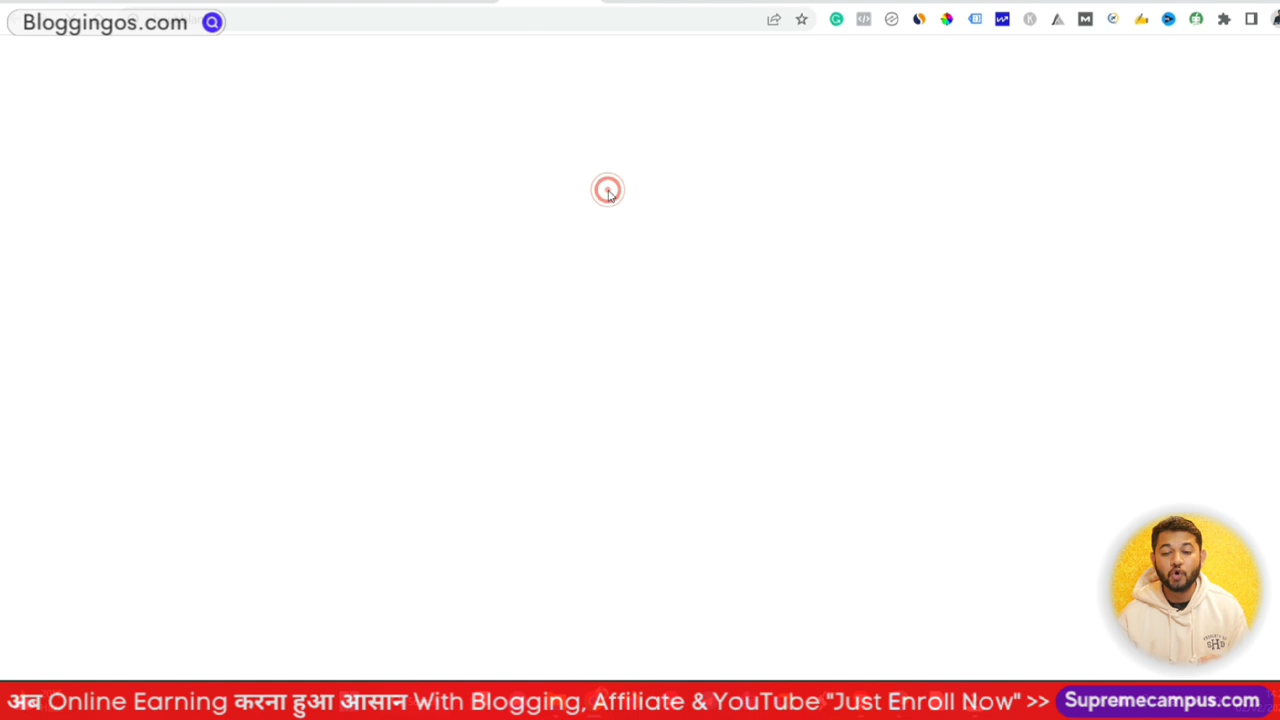 Bloggingos.com
अब Online Earning करना हुआ आसान With Blogging, Affiliate & YouTube "Just Enroll Now" >> Supremecampus.com